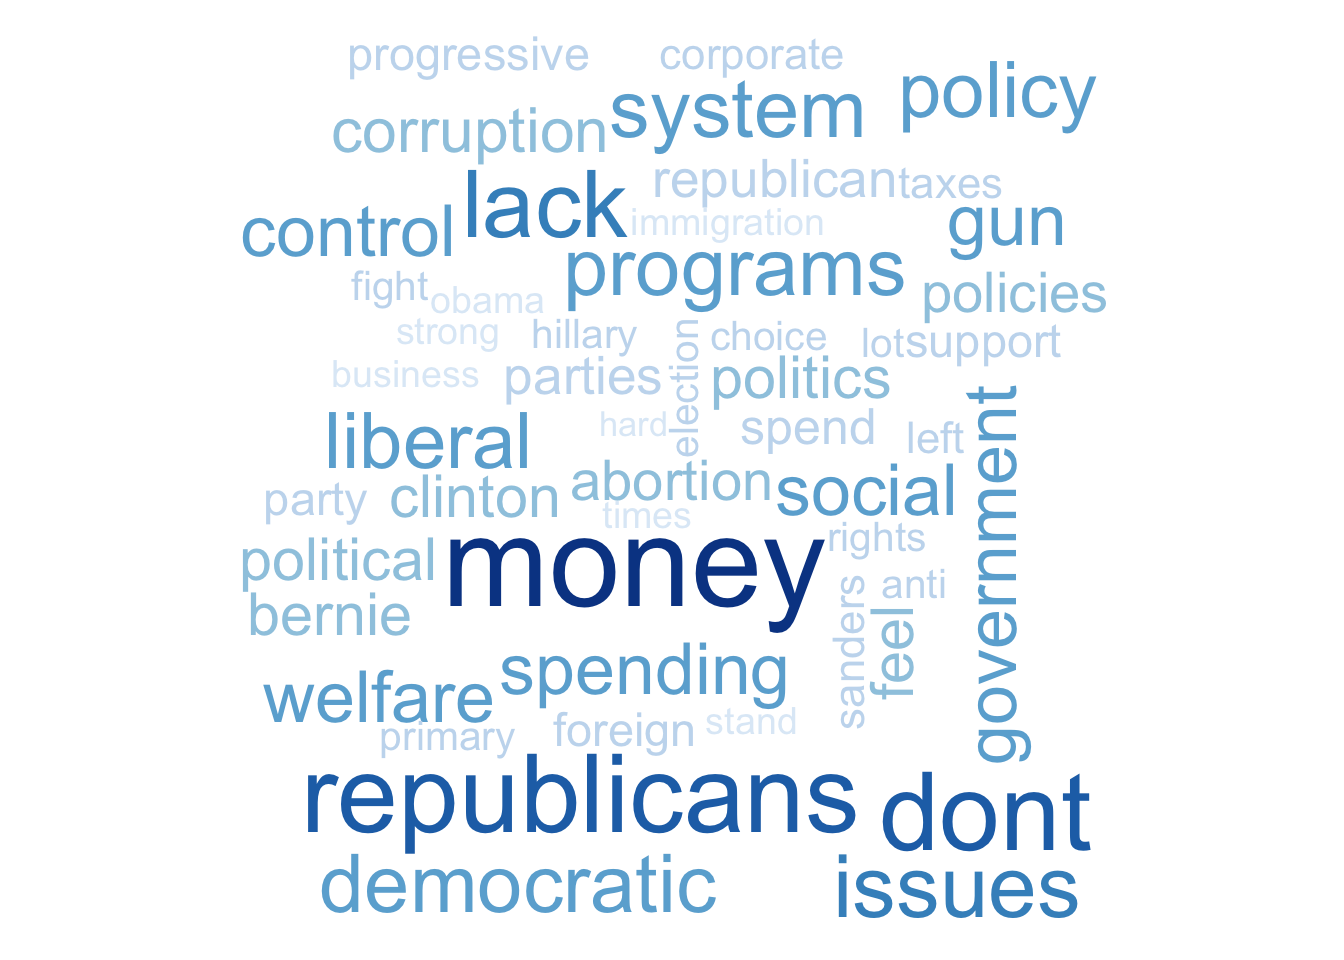 progressive corporate
system policy
corruption
lack republican taxes
control immigration gun
programs
fight obama policies
strong hillary election choice lot support
business parties politics
liberal hard spend left
government
party clinton abortion social
times
political money rights
bernie sanders feel anti
welfare spending
primary foreign stand
republicans dont
democratic issues